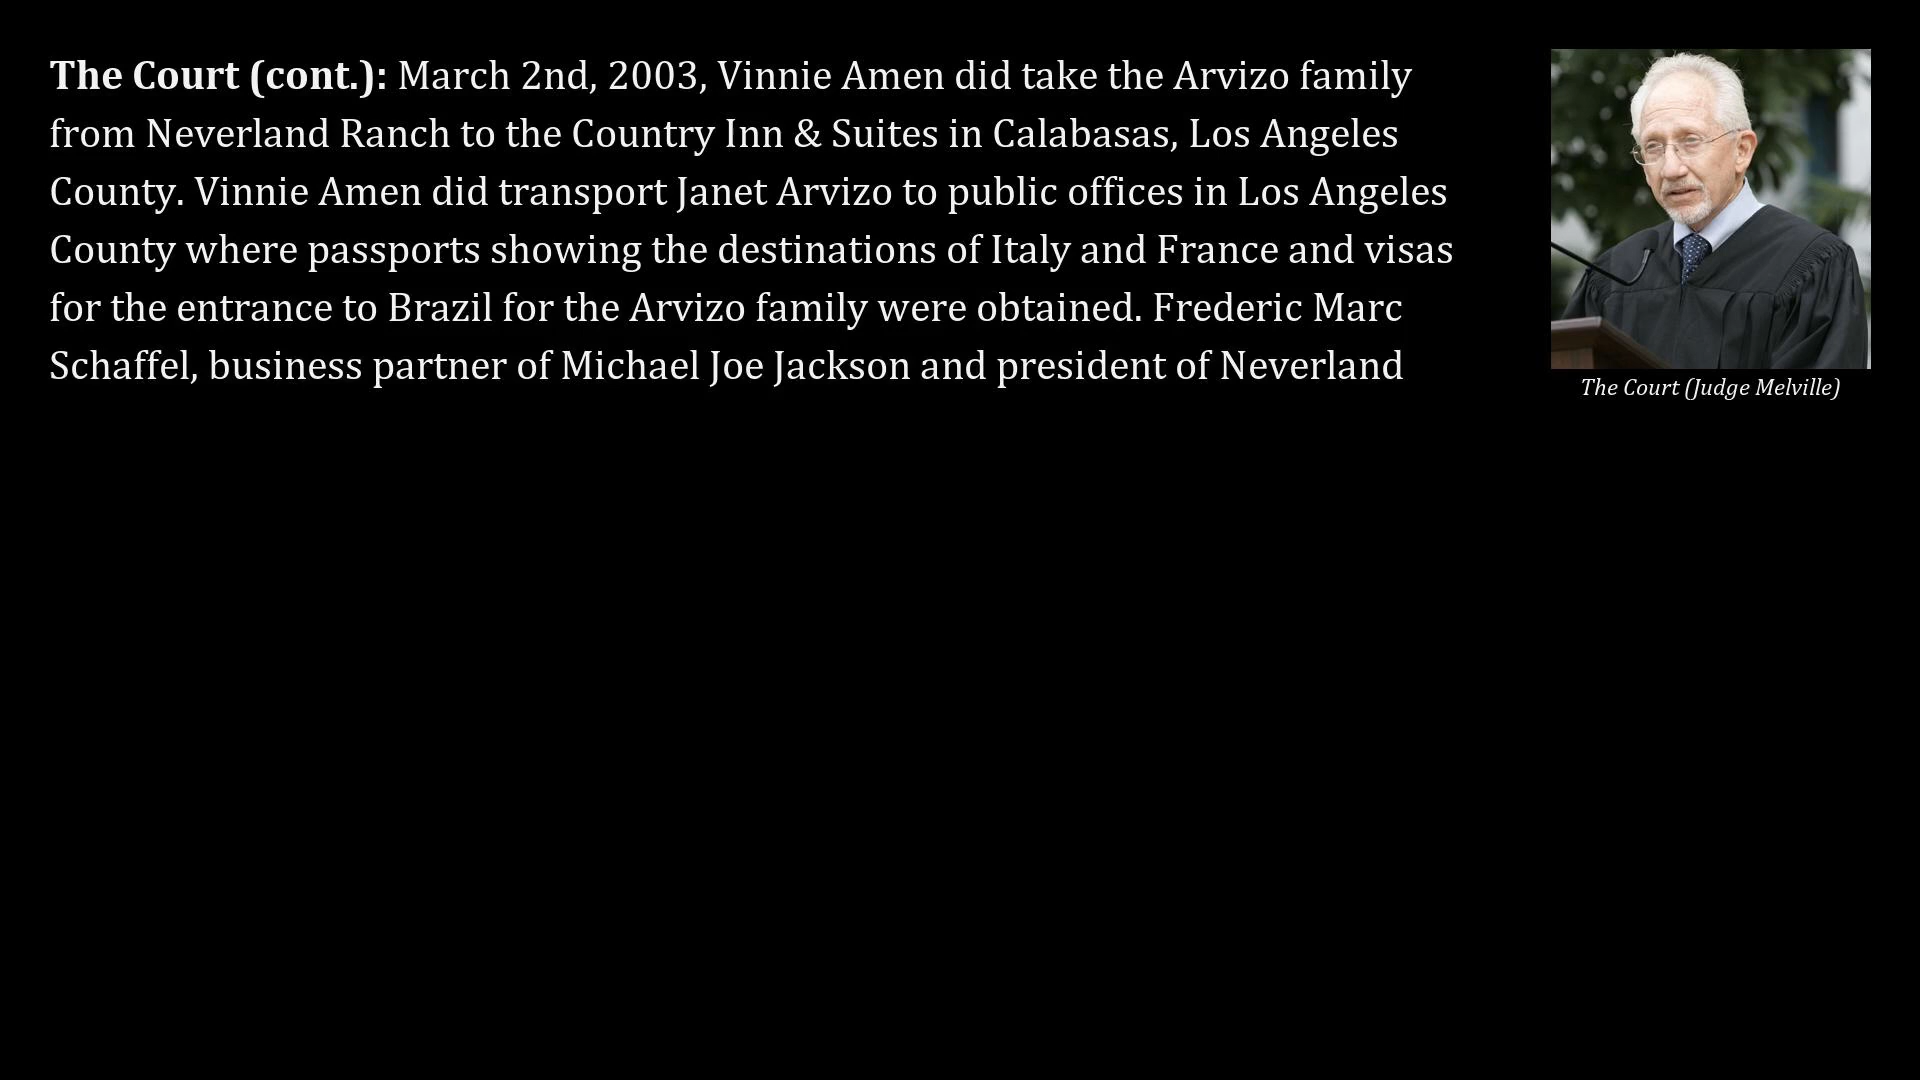 The Court (cont.): March 2nd, 2003, Vinnie Amen did take the Arvizo family
from Neverland Ranch to the Country Inn & Suites in Calabasas, Los Angeles
County. Vinnie Amen did transport Janet Arvizo to public offices in Los Angeles
County where passports showing the destinations of Italy and France and visas
for the entrance to Brazil for the Arvizo family were obtained. Frederic Marc
Schaffel, business partner of Michael Joe Jackson and president of Neverland
The Court (Judge Melville)